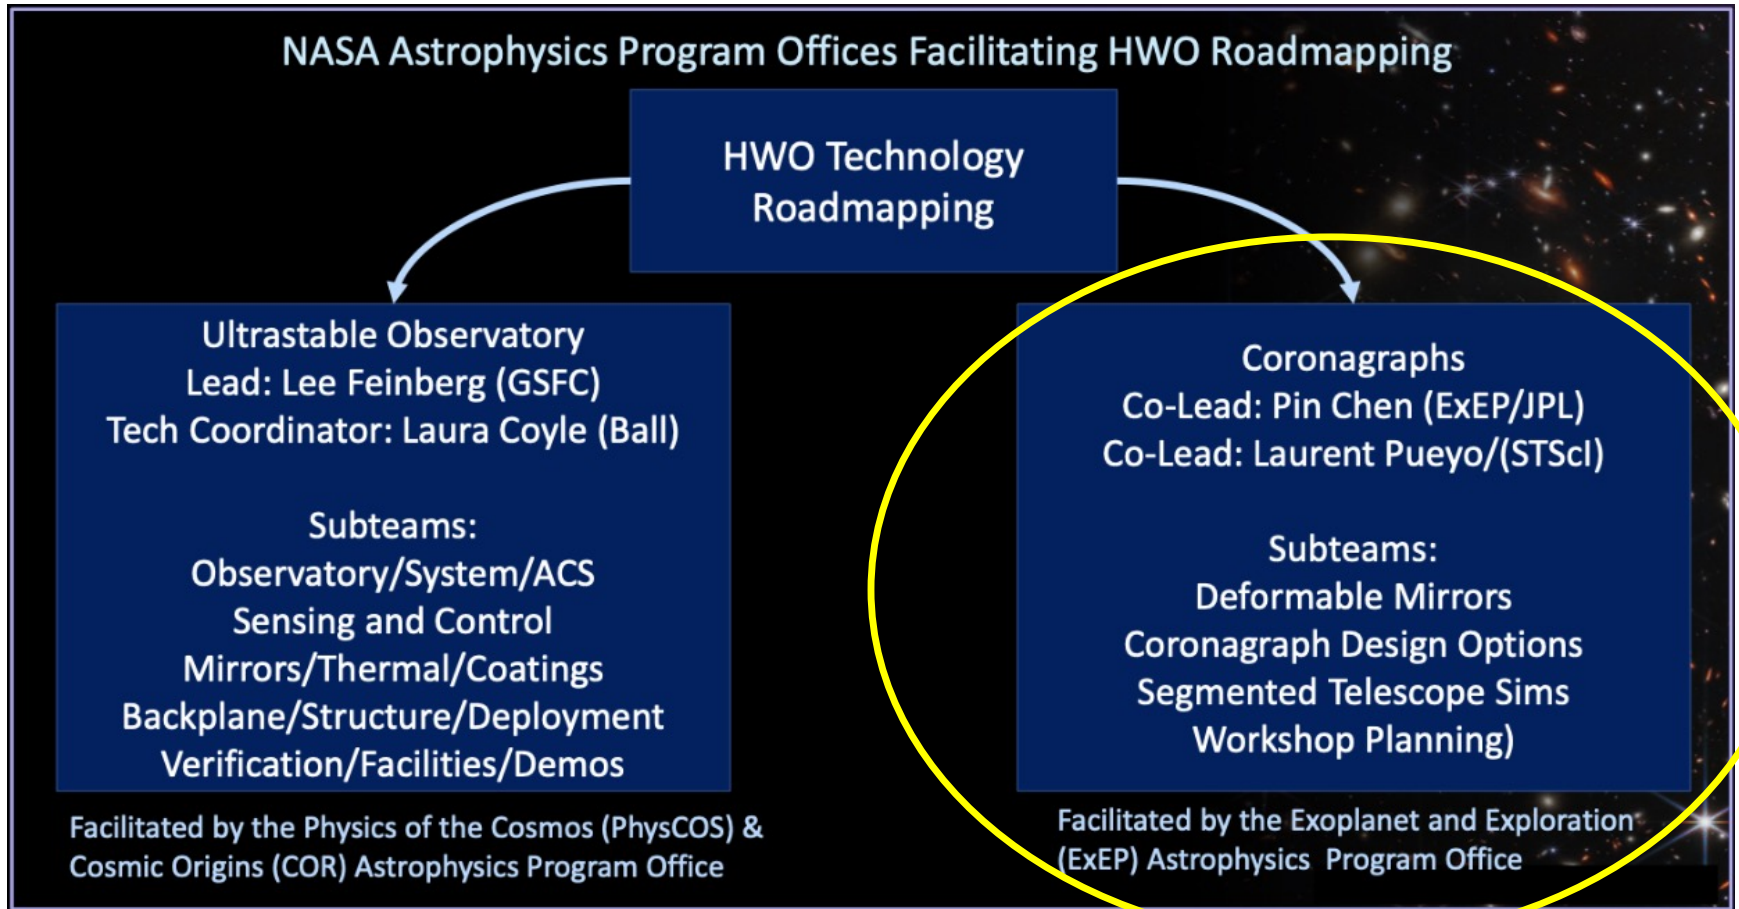 NASA Astrophysics Program Offices Facilitating HWO Roadmapping
HWO Technology
Roadmapping
Ultrastable Observatory
Lead: Lee Feinberg (GSFC)
Tech Coordinator: Laura Coyle (Ball)
Subteams:
Observatory/System/ACS
Sensing and Control
Mirrors/Thermal/Coatings
Backplane/Structure/Deployment
Verification/Facilities/Demos
Facilitated by the Physics of the Cosmos (PhysCOS) &
Cosmic Origins (COR) Astrophysics Program Office
Coronagraphs
Co-Lead: Pin Chen (ExEP/JPL)
Co-Lead: Laurent Pueyo/(STScI)
Subteams:
Deformable Mirrors
Coronagraph Design Options
Segmented Telescope Sims
Workshop Planning)
Facilitated by the Exoplanet and Exploration
(ExEP) Astrophysics Program Office